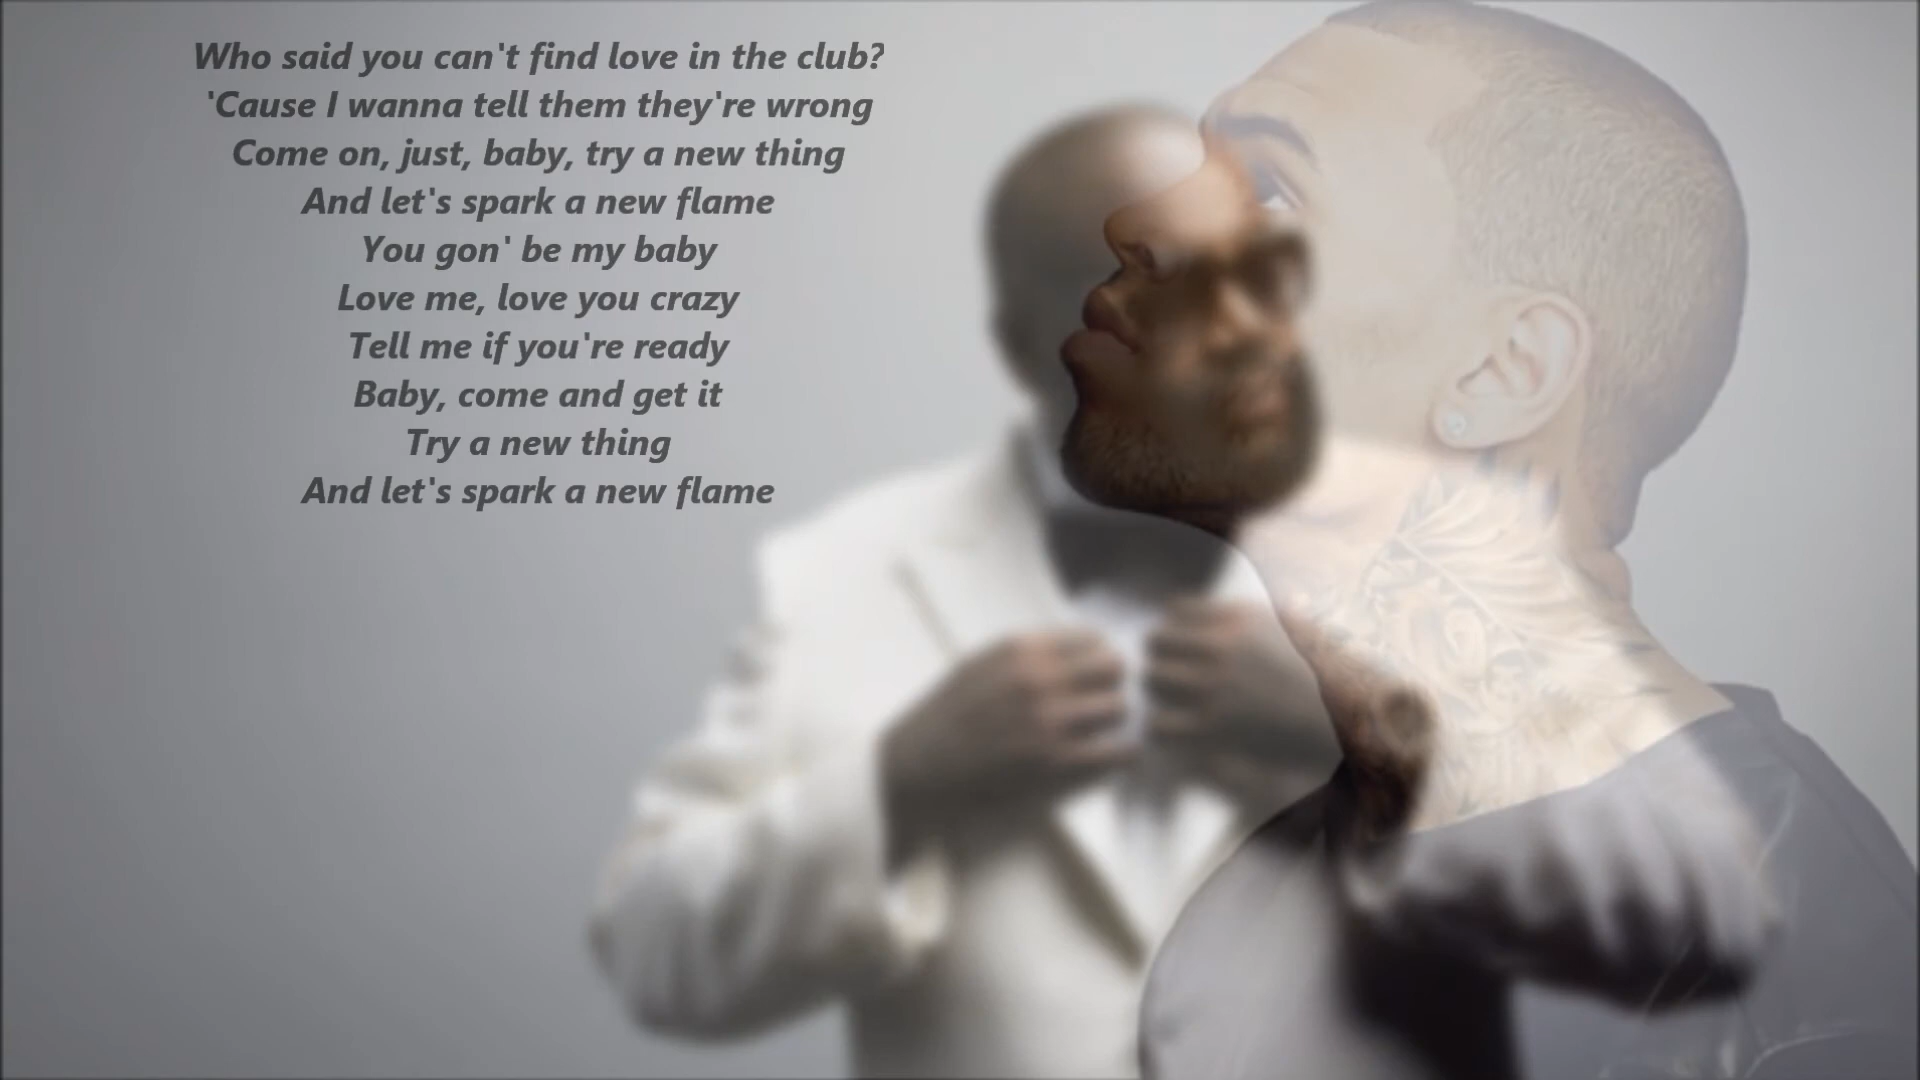 Who said you can't find love in the club?
'Cause I wanna tell them they're wrong
Come on, just, baby, try a new thing
And let's spark a new flame
You gon' be my baby
Love me, love you crazy
Tell me if you're ready
Baby, come and get it
Try a new thing
And let's spark a new flame